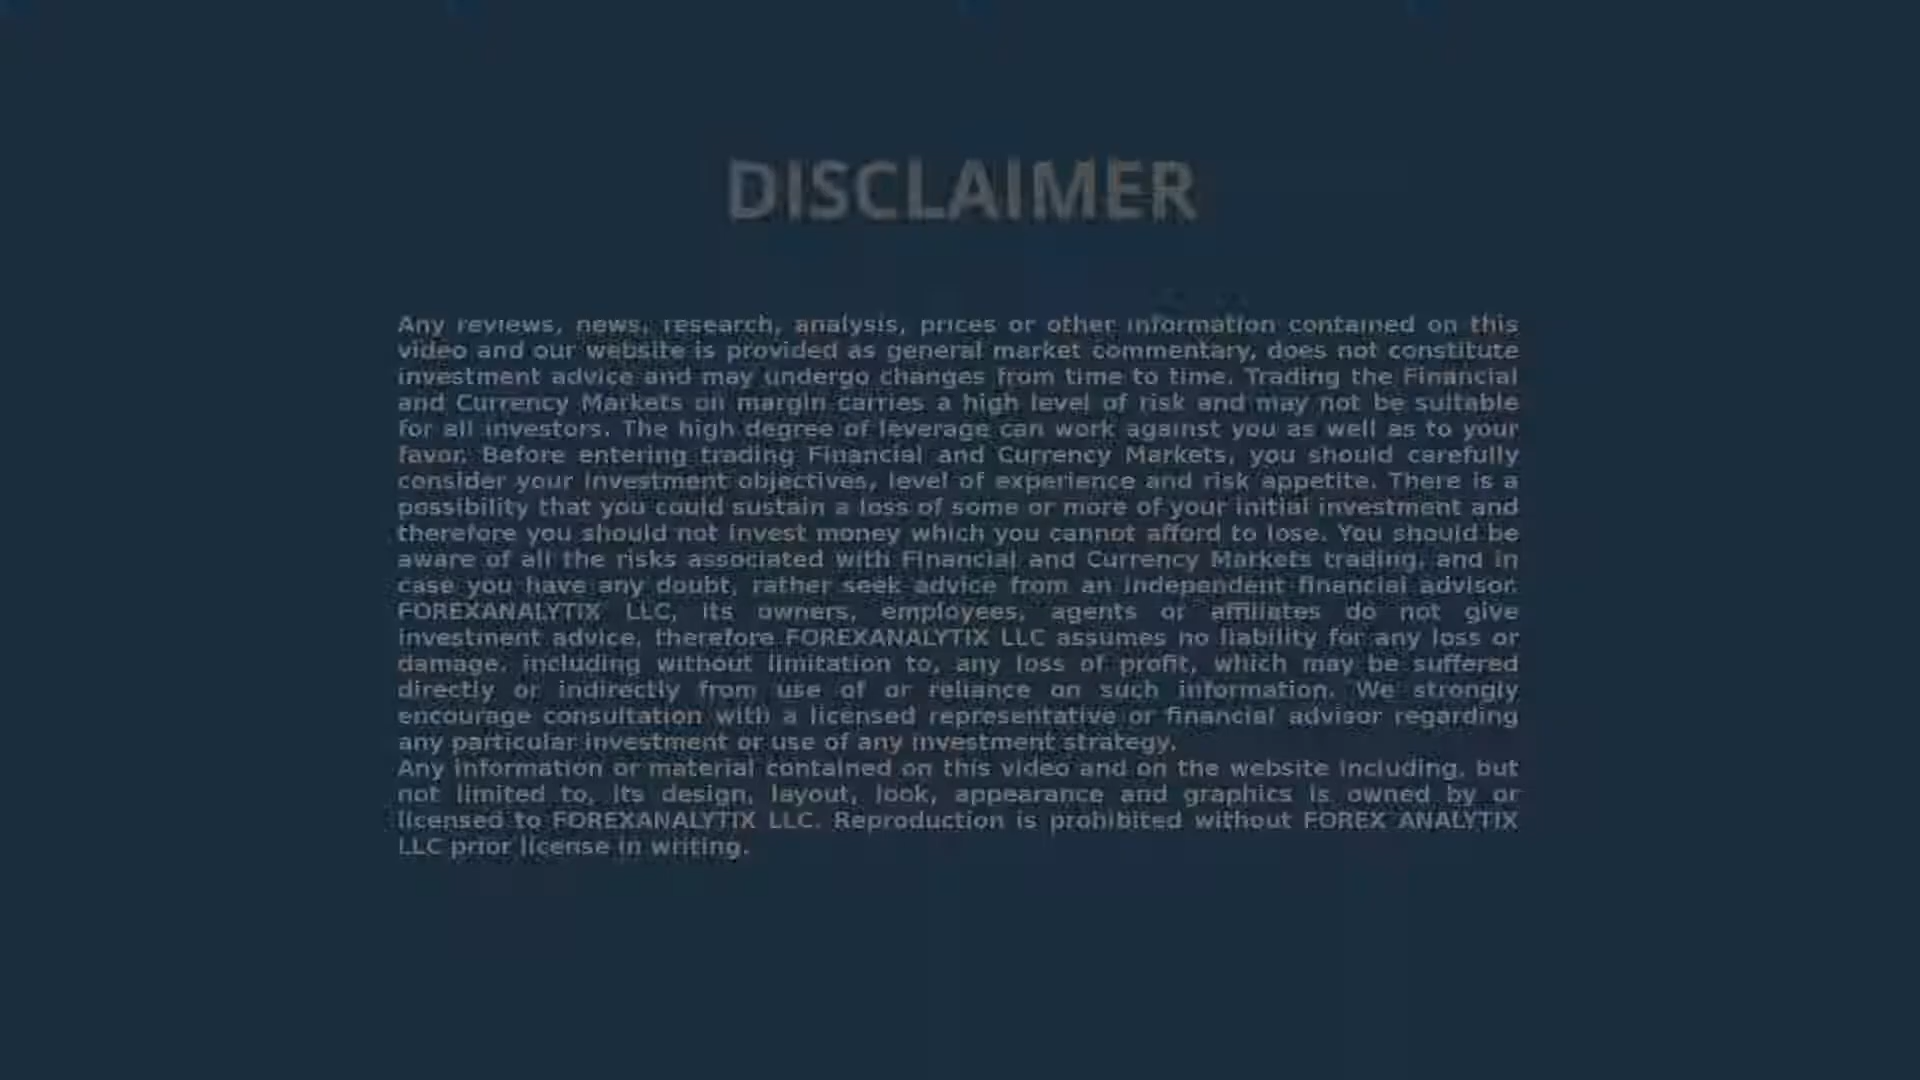 DISCLAIMER
Any reviews, news, research, analysis, prices or other information contained on this
video and our website is provided as general market commentary, does not constitute
investment advice and may undergo changes from time to time. Trading the Financial
and Currency Markets on margin carries a high level of risk and may not be suitable
for all investors. The high degree of leverage can work against you as well as to your
favor. Before entering trading Financial and Currency Markets, you should carefully
consider your investment objectives, level of experience and risk appetite. There is a
possibility that you could sustain a loss of some or more of your initial investment and
therefore you should not invest money which you cannot afford to lose. You should be
aware of all the risks associated with Financial and Currency Markets trading, and in
case you have any doubt, rather seek advice from an independent financial advisor.
FOREXANALYTIX LLC, its owners, employees, agents or affiliates do not give
investment advice, therefore FOREXANALYTIX LLC assumes no liability for any loss or
damage, including without limitation to, any loss of profit, which may be suffered
directly or indirectly from use of or reliance on such information. We strongly
encourage consultation with a licensed representative or financial advisor regarding
any particular investment or use of any investment strategy.
Any information or material contained on this video and on the website including, but
not limited to, its design, layout, look, appearance and graphics is owned by or
licensed to FOREXANALYTIX LLC. Reproduction is prohibited without FOREX ANALYTIX
LLC prior license in writing.